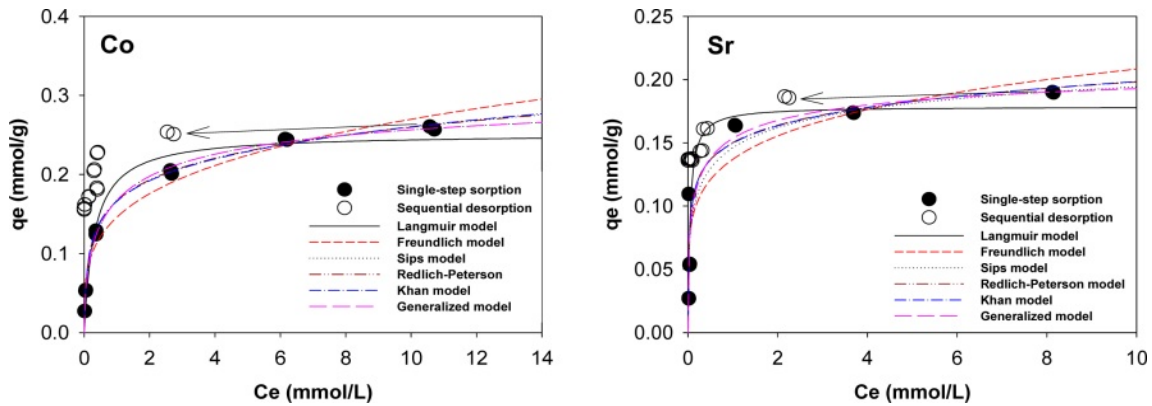 Co
qe (mmol/g)
0.4
0.3
0.2
0.1
0.0
Single-step sorption
Sequential desorption
Langmuir model
Freundlich model
Sips model
Redlich-Peterson
Khan model
Generalized model
0 2 4 6 8 10 12 14
Ce (mmol/L)
Sr
qe (mmol/g)
0.25
0.20
0.15
0.10
0.05
0.00
Single-step sorption
Sequential desorption
Langmuir model
Freundlich model
Sips model
Redlich-Peterson model
Khan model
Generalized model
0 2 4 6 8 10
Ce (mmol/L)